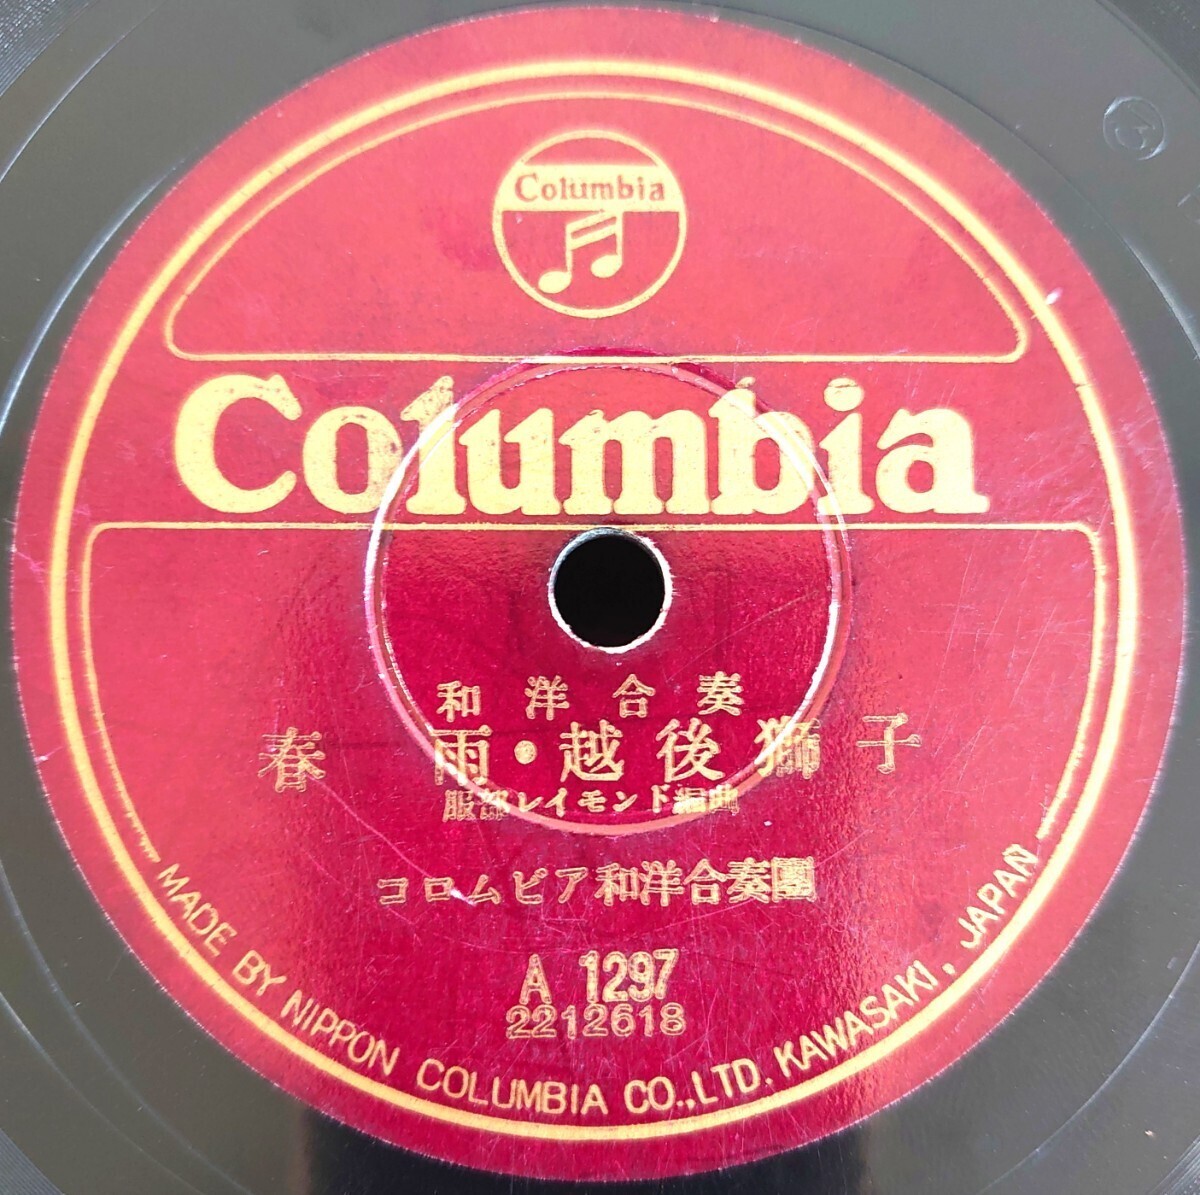 Columbia
Columbia
和洋合奏
春雨・越後獅子
服部レイモンド編曲
コロムビア和洋合奏團
A 1297
2212618
MADE BY NIPPON COLUMBIA CO.,LTD. KAWASAKI, JAPAN